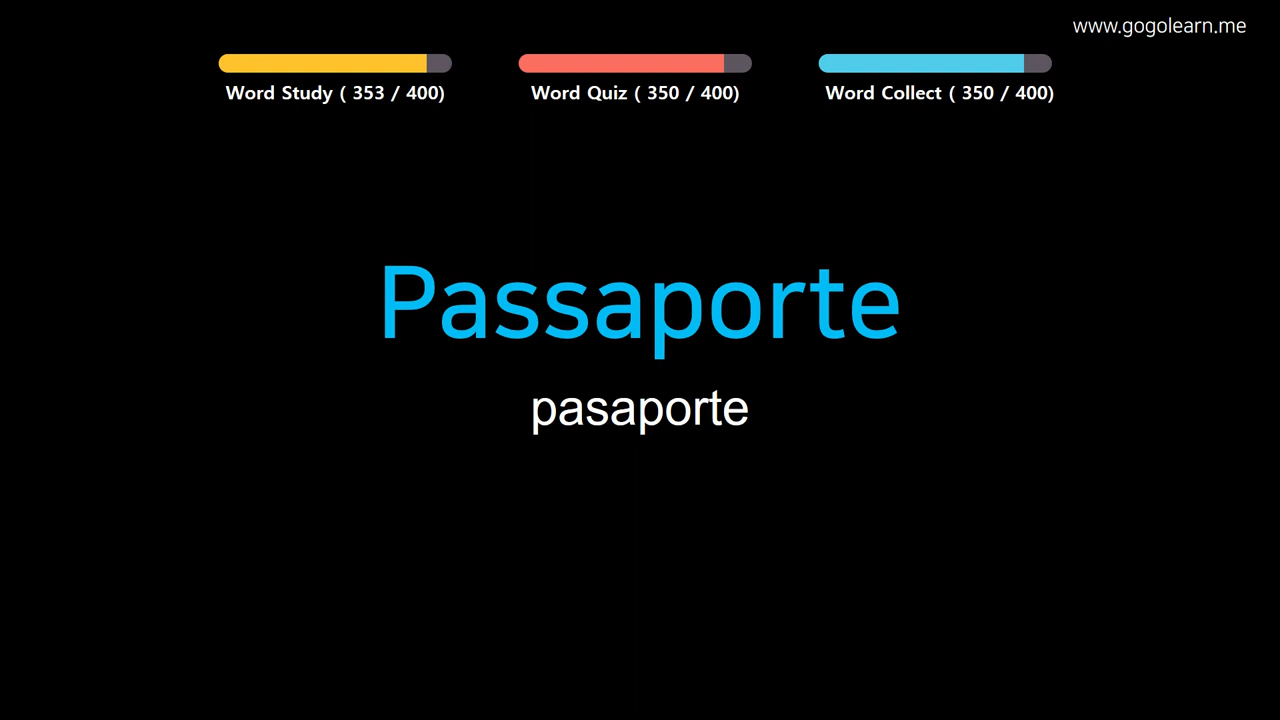 www.gogolearn.me
Word Study ( 353 / 400)
Word Quiz ( 350 / 400)
Word Collect ( 350 / 400)
Passaporte
pasaporte